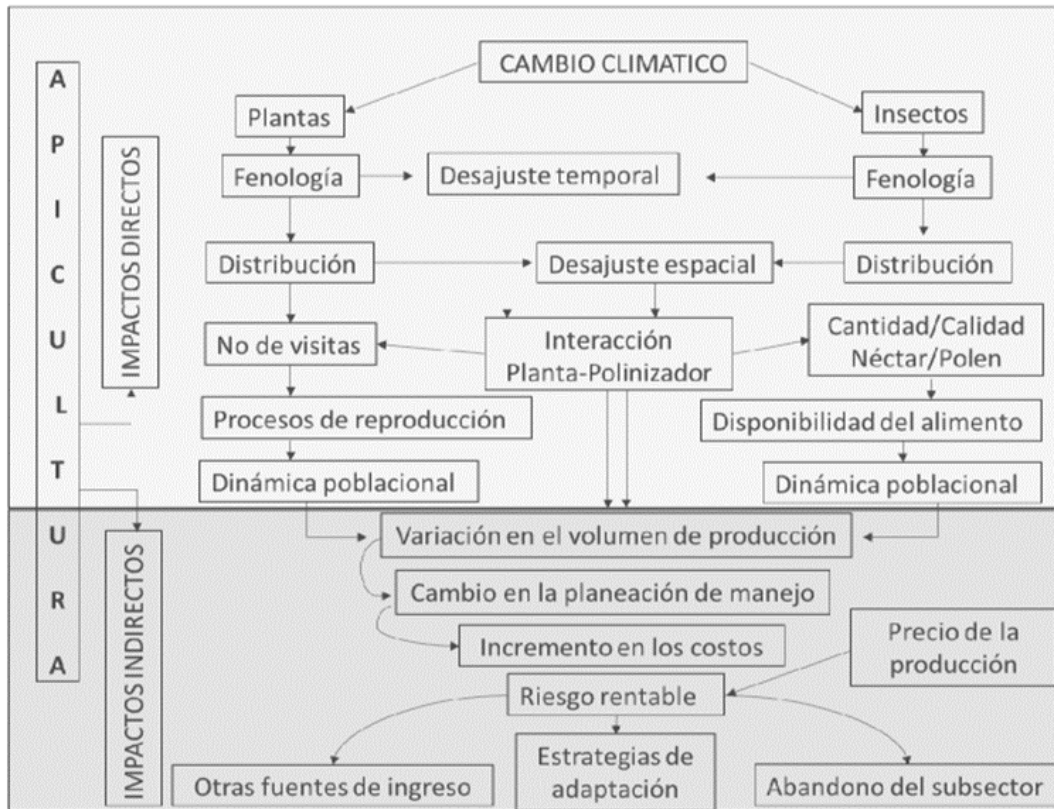 APICULTURA
IMPACTOS DIRECTOS
IMPACTOS INDIRECTOS
CAMBIO CLIMATICO
Plantas
Insectos
Fenología
Desajuste temporal
Fenología
Distribución
Desajuste espacial
Distribución
No de visitas
Interacción
Planta-Polinizador
Cantidad/Calidad
Néctar/Polen
Procesos de reproducción
Disponibilidad del alimento
Dinámica poblacional
Dinámica poblacional
Variación en el volumen de producción
Cambio en la planeación de manejo
Incremento en los costos
Precio de la
producción
Riesgo rentable
Otras fuentes de ingreso
Estrategias de
adaptación
Abandono del subsector